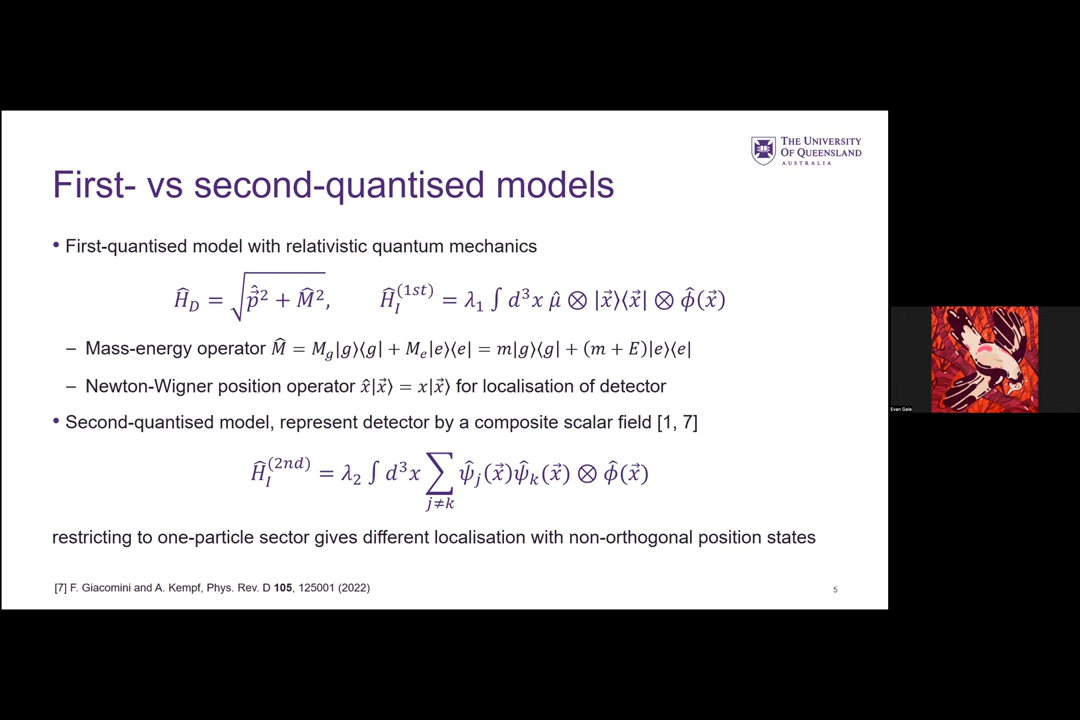 THE UNIVERSITY
OF QUEENSLAND
AUSTRALIA
First- vs second-quantised models
• First-quantised model with relativistic quantum mechanics
Ĥ_D = √(p̂⃗² + M̂²), Ĥ_I^(1st) = λ₁ ∫ d³x μ̂ ⊗ |x⃗⟩⟨x⃗| ⊗ ϕ̂(x⃗)
– Mass-energy operator M̂ = M_g|g⟩⟨g| + M_e|e⟩⟨e| = m|g⟩⟨g| + (m + E)|e⟩⟨e|
– Newton-Wigner position operator x̂|x⃗⟩ = x|x⃗⟩ for localisation of detector
• Second-quantised model, represent detector by a composite scalar field [1, 7]
Ĥ_I^(2nd) = λ₂ ∫ d³x ∑_{j≠k} ψ̂_j(x⃗)ψ̂_k(x⃗) ⊗ ϕ̂(x⃗)
restricting to one-particle sector gives different localisation with non-orthogonal position states
[7] F. Giacomini and A. Kempf, Phys. Rev. D 105, 125001 (2022)
5
Evan Gale